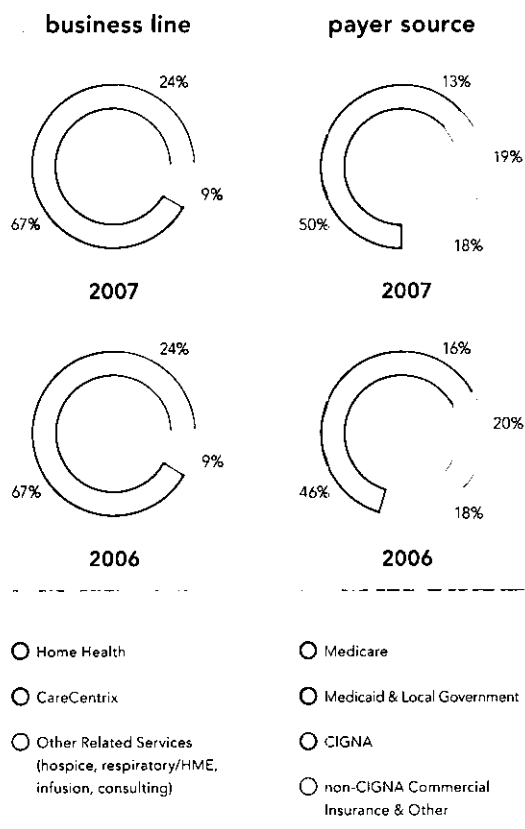 business line
payer source
24%
9%
67%
2007
13%
19%
50%
18%
2007
24%
9%
67%
2006
16%
20%
46%
18%
2006
Home Health
CareCentrix
Other Related Services
(hospice, respiratory/HME,
infusion, consulting)
Medicare
Medicaid & Local Government
CIGNA
non-CIGNA Commercial
Insurance & Other